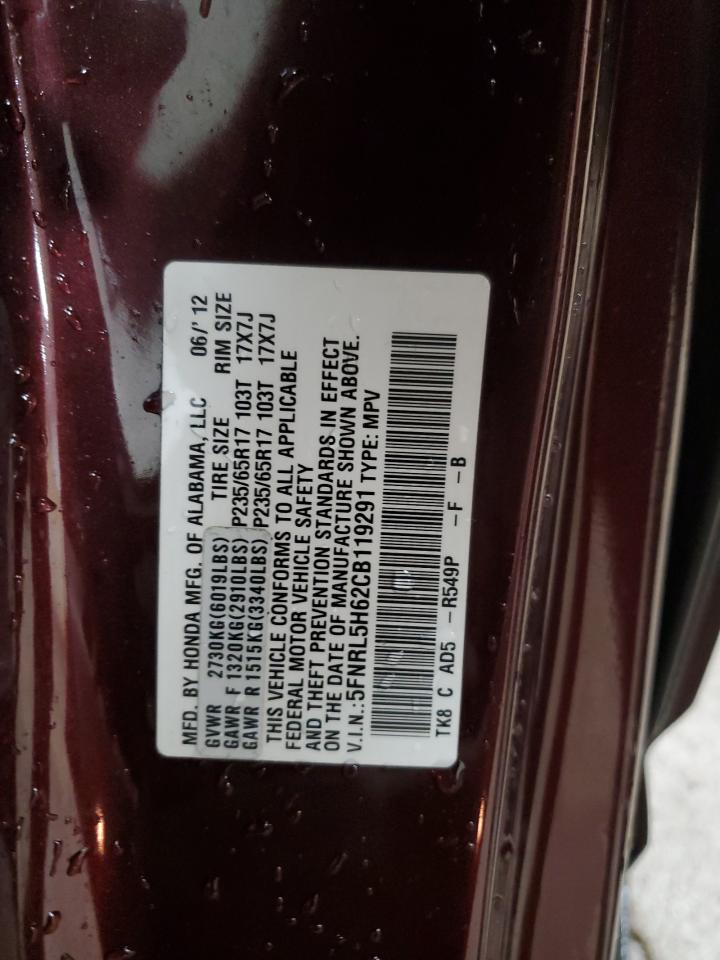 MFD. BY HONDA MFG. OF ALABAMA, LLC 06/' 12
GVWR 2730KG(6019LBS) TIRE SIZE RIM SIZE
GAWR F 1320KG(2910LBS) P235/65R17 103T 17X7J
GAWR R 1515KG(3340LBS) P235/65R17 103T 17X7J
THIS VEHICLE CONFORMS TO ALL APPLICABLE
FEDERAL MOTOR VEHICLE SAFETY
AND THEFT PREVENTION STANDARDS IN EFFECT
ON THE DATE OF MANUFACTURE SHOWN ABOVE.
V.I.N.: 5FNRL5H62CB119291 TYPE: MPV
TK8 C AD5 -R549P -F -B